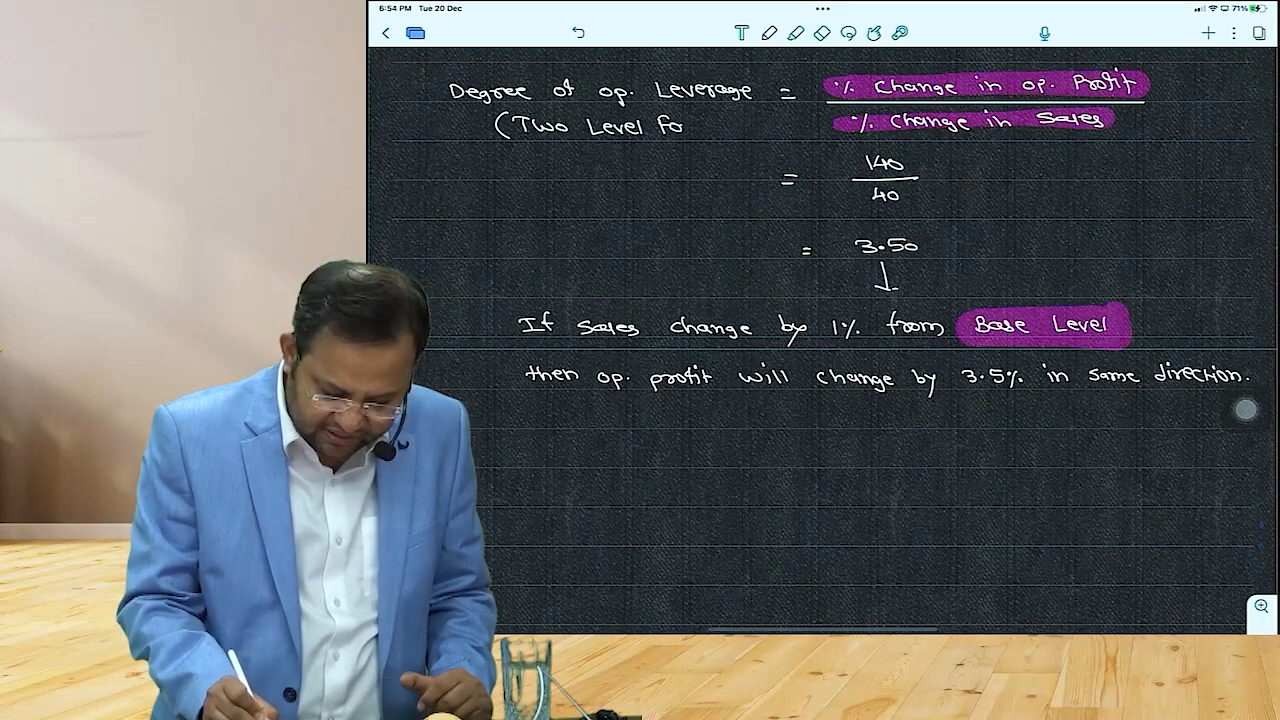 6:54 PM Tue 20 Dec
71%
Degree of op. Leverage = % Change in op. Profit
(Two Level Fo % Change in Sales
= 140
40
= 3.50
If Sales change by 1% from Base Level
then op. profit will change by 3.5% in same direction.